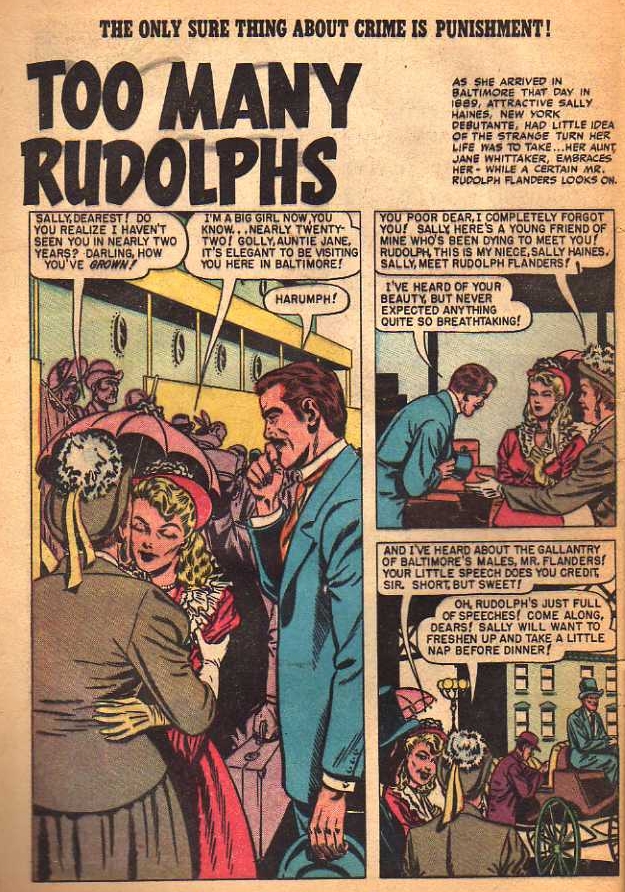 THE ONLY SURE THING ABOUT CRIME IS PUNISHMENT!
TOO MANY
RUDOLPHS
AS SHE ARRIVED IN
BALTIMORE THAT DAY IN
1889, ATTRACTIVE SALLY
HAINES, NEW YORK
DEBUTANTE, HAD LITTLE IDEA
OF THE STRANGE TURN HER
LIFE WAS TO TAKE...HER AUNT,
JANE WHITTAKER, EMBRACES
HER - WHILE A CERTAIN MR.
RUDOLPH FLANDERS LOOKS ON.
SALLY, DEAREST! DO
YOU REALIZE I HAVEN'T
SEEN YOU IN NEARLY TWO
YEARS? DARLING, HOW
YOU'VE GROWN!
I'M A BIG GIRL NOW, YOU
KNOW...NEARLY TWENTY-
TWO! GOLLY, AUNTIE JANE,
IT'S ELEGANT TO BE VISITING
YOU HERE IN BALTIMORE!
HARUMPH!
YOU POOR DEAR, I COMPLETELY FORGOT
YOU! SALLY, HERE'S A YOUNG FRIEND OF
MINE WHO'S BEEN DYING TO MEET YOU!
RUDOLPH, THIS IS MY NIECE, SALLY HAINES.
SALLY, MEET RUDOLPH FLANDERS!
I'VE HEARD OF YOUR
BEAUTY, BUT NEVER
EXPECTED ANYTHING
QUITE SO BREATHTAKING!
AND I'VE HEARD ABOUT THE GALLANTRY
OF BALTIMORE'S MALES, MR. FLANDERS!
YOUR LITTLE SPEECH DOES YOU CREDIT,
SIR. SHORT, BUT SWEET!
OH, RUDOLPH'S JUST FULL
OF SPEECHES! COME ALONG,
DEARS! SALLY WILL WANT TO
FRESHEN UP AND TAKE A LITTLE
NAP BEFORE DINNER!